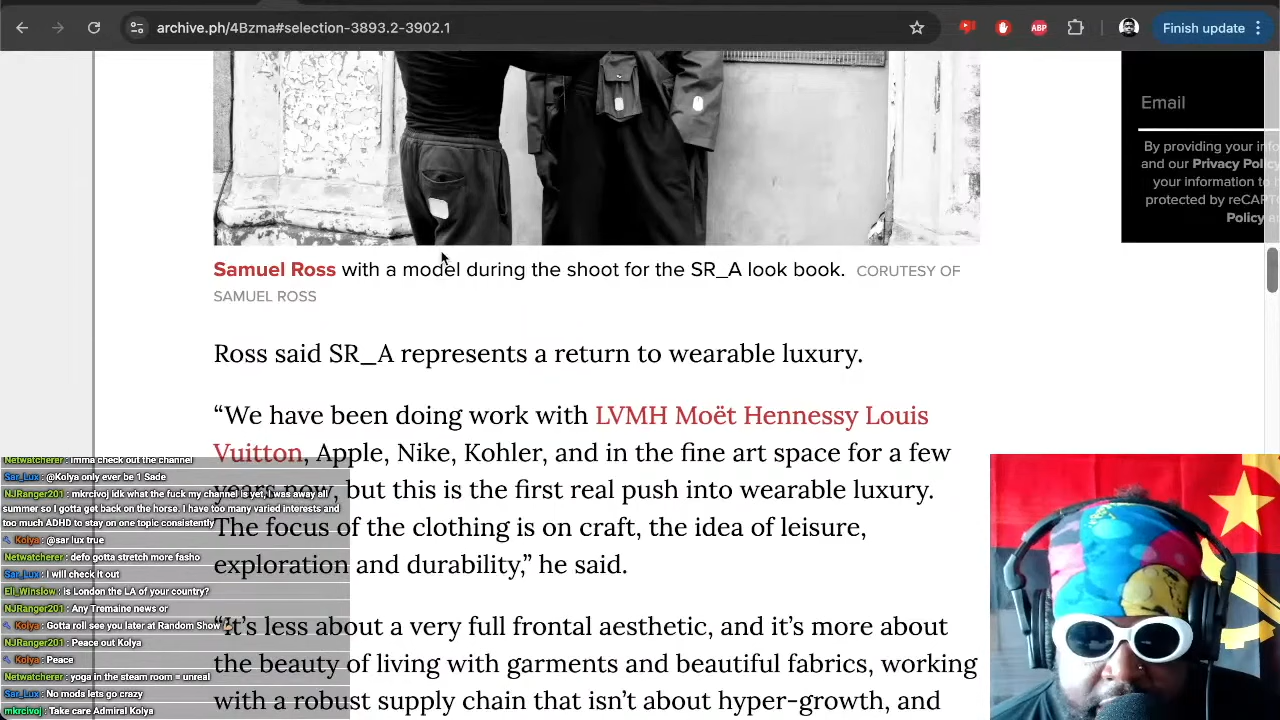 archive.ph/4Bzma#selection-3893.2-3902.1
ABP
Finish update
Email
By providing your info
and our Privacy Poli
your information to
protected by reCAPT
Policy
Samuel Ross with a model during the shoot for the SR_A look book. CORUTESY OF
SAMUEL ROSS
Ross said SR_A represents a return to wearable luxury.
“We have been doing work with LVMH Moët Hennessy Louis
Vuitton, Apple, Nike, Kohler, and in the fine art space for a few
years now, but this is the first real push into wearable luxury.
The focus of the clothing is on craft, the idea of leisure,
exploration and durability,” he said.
“It’s less about a very full frontal aesthetic, and it’s more about
the beauty of living with garments and beautiful fabrics, working
with a robust supply chain that isn’t about hyper-growth, and
Netwatcherer : imma check out the channel
Sar_Lux : @Kolya only ever be 1 Sade
NJRanger201 : mkrcivoj idk what the fuck my channel is yet, I was away all
summer so I gotta get back on the horse. I have too many varied interests and
too much ADHD to stay on one topic consistently
Kolya : @sar lux true
Netwatcherer : defo gotta stretch more fasho
Sar_Lux : I will check it out
Eli_Winslow : Is London the LA of your country?
NJRanger201 : Any Tremaine news or
Kolya : Gotta roll see you later at Random Show
NJRanger201 : Peace out Kolya
Kolya : Peace
Netwatcherer : yoga in the steam room = unreal
Sar_Lux : No mods lets go crazy
mkrcivoj : Take care Admiral Kolya